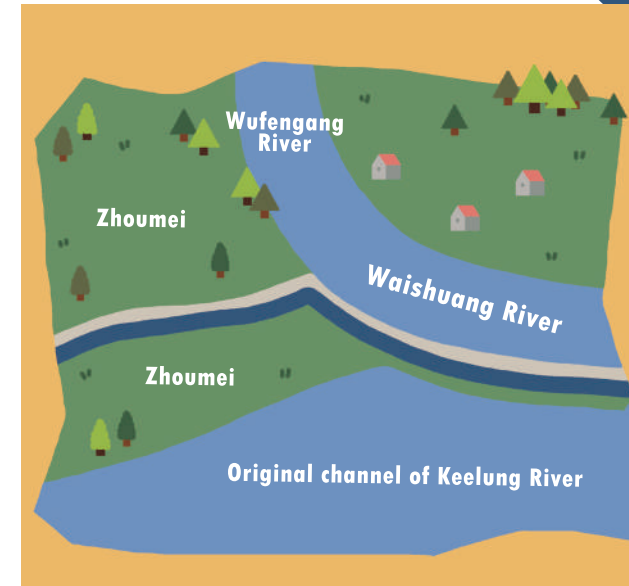 Wufengang
River
Zhoumei
Waishuang River
Zhoumei
Original channel of Keelung River